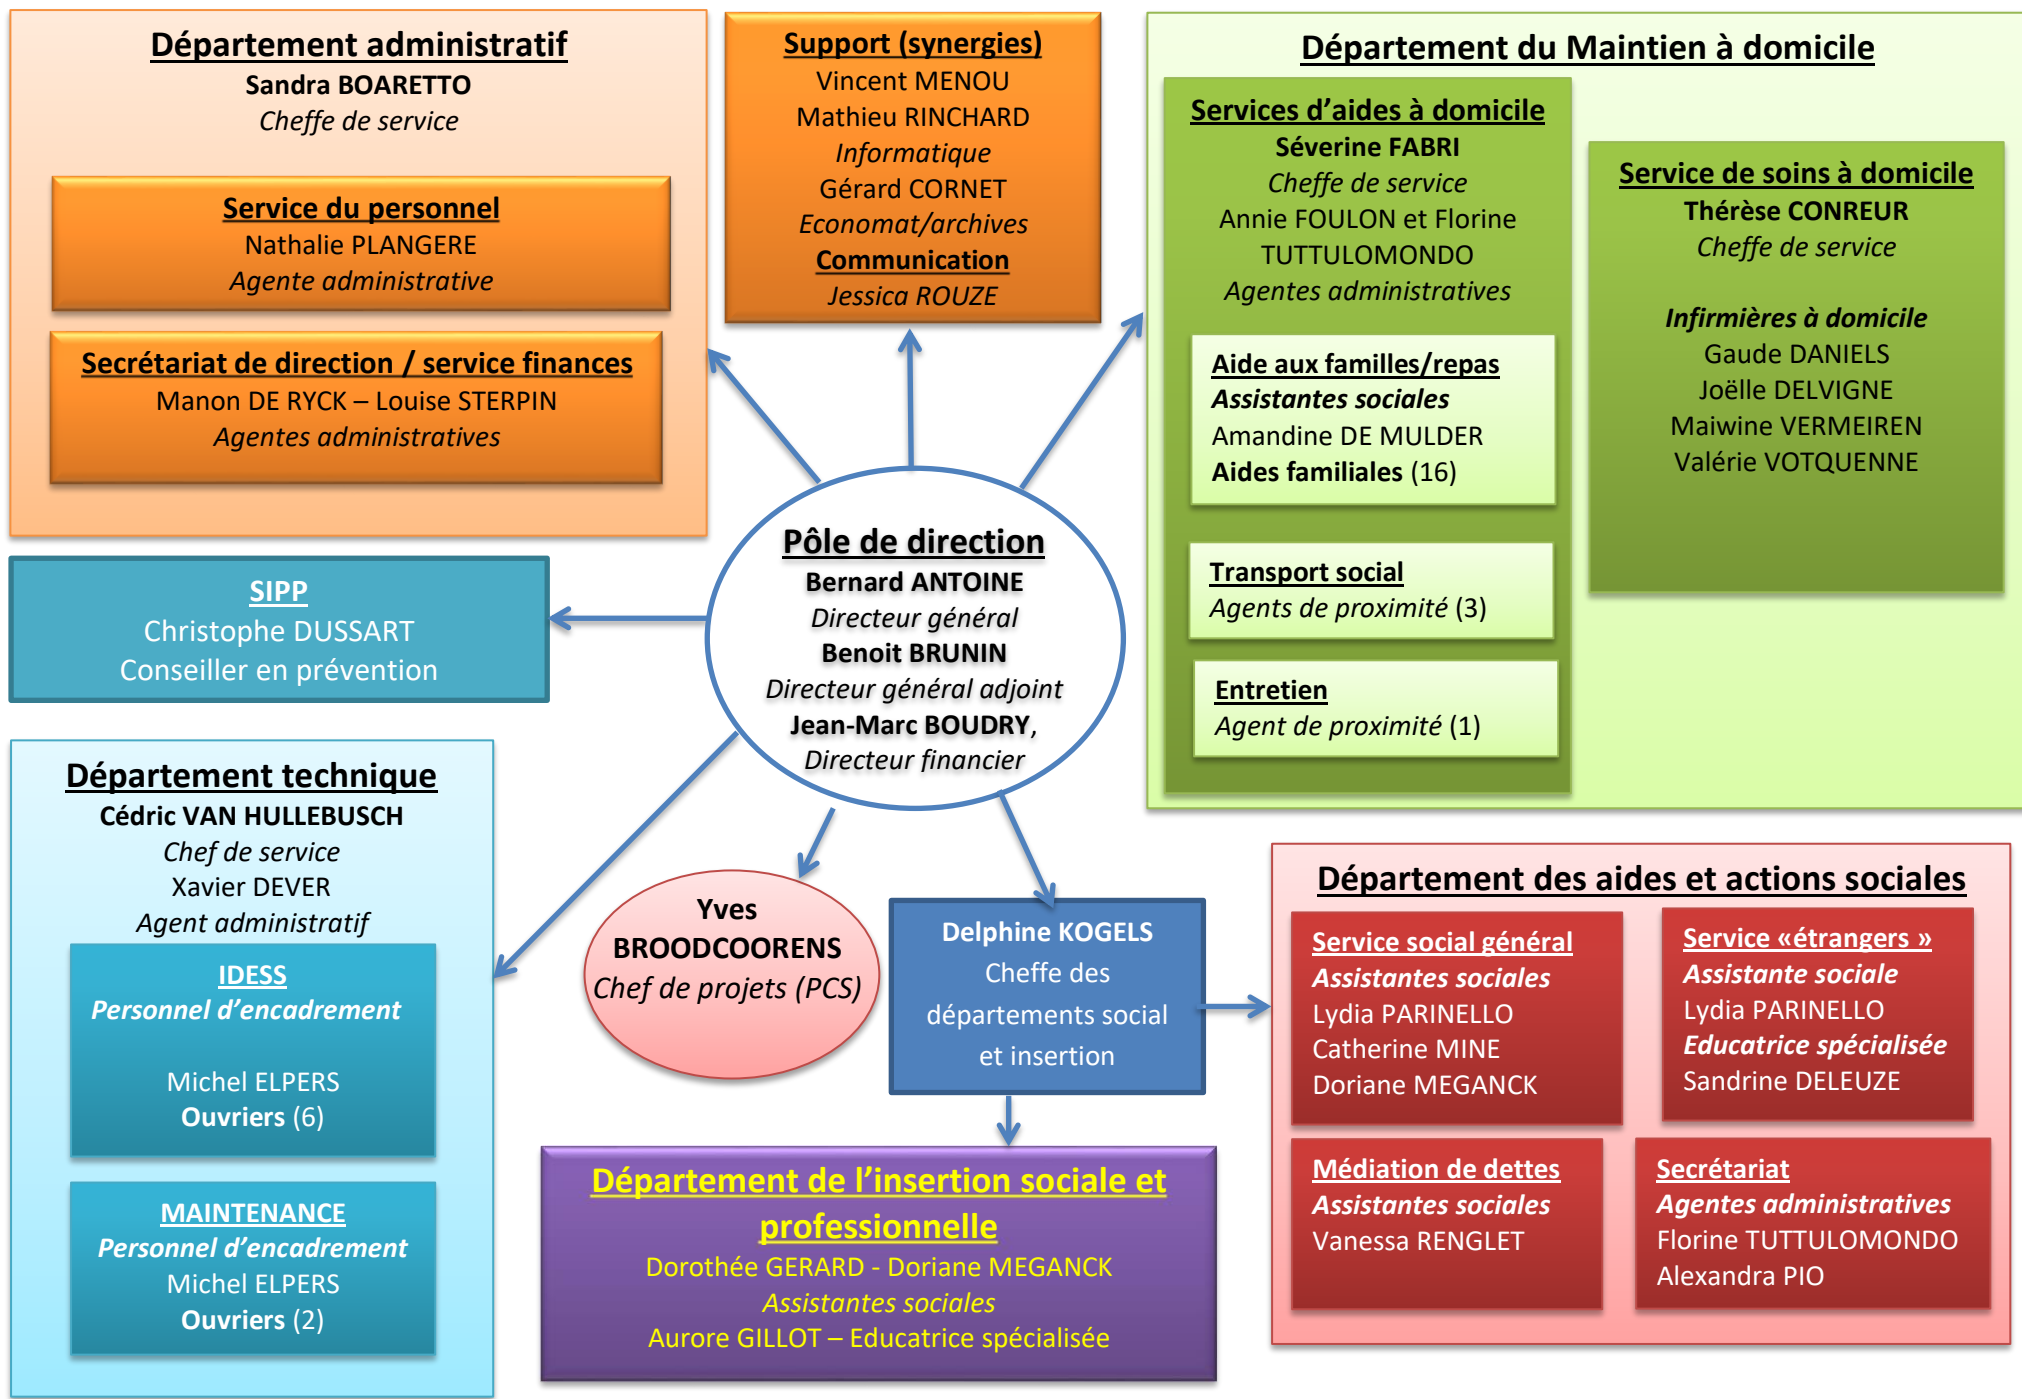 Département administratif
Sandra BOARETTO
Cheffe de service
Service du personnel
Nathalie PLANGERE
Agente administrative
Secrétariat de direction / service finances
Manon DE RYCK – Louise STERPIN
Agentes administratives
Support (synergies)
Vincent MENOU
Mathieu RINCHARD
Informatique
Gérard CORNET
Economat/archives
Communication
Jessica ROUZE
Département du Maintien à domicile
Services d’aides à domicile
Séverine FABRI
Cheffe de service
Annie FOULON et Florine
TUTTULOMONDO
Agentes administratives
Aide aux familles/repas
Assistantes sociales
Amandine DE MULDER
Aides familiales (16)
Transport social
Agents de proximité (3)
Entretien
Agent de proximité (1)
Service de soins à domicile
Thérèse CONREUR
Cheffe de service
Infirmières à domicile
Gaude DANIELS
Joëlle DELVIGNE
Maiwine VERMEIREN
Valérie VOTQUENNE
Pôle de direction
Bernard ANTOINE
Directeur général
Benoit BRUNIN
Directeur général adjoint
Jean-Marc BOUDRY,
Directeur financier
SIPP
Christophe DUSSART
Conseiller en prévention
Département technique
Cédric VAN HULLEBUSCH
Chef de service
Xavier DEVER
Agent administratif
IDESS
Personnel d’encadrement
Michel ELPERS
Ouvriers (6)
MAINTENANCE
Personnel d’encadrement
Michel ELPERS
Ouvriers (2)
Yves
BROODCOORENS
Chef de projets (PCS)
Delphine KOGELS
Cheffe des
départements social
et insertion
Département de l’insertion sociale et
professionnelle
Dorothée GERARD - Doriane MEGANCK
Assistantes sociales
Aurore GILLOT – Educatrice spécialisée
Département des aides et actions sociales
Service social général
Assistantes sociales
Lydia PARINELLO
Catherine MINE
Doriane MEGANCK
Service «étrangers »
Assistante sociale
Lydia PARINELLO
Educatrice spécialisée
Sandrine DELEUZE
Médiation de dettes
Assistantes sociales
Vanessa RENGLET
Secrétariat
Agentes administratives
Florine TUTTULOMONDO
Alexandra PIO